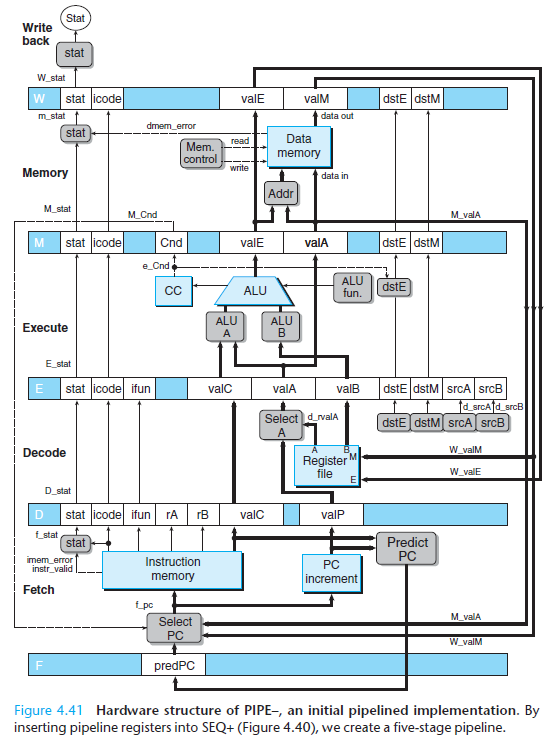 Stat
Write
back
stat
W_stat
W stat icode valE valM dstE dstM
m_stat
data out
dmem_error
stat
read
Mem.
control
Data
memory
write
Memory
data in
Addr
M_stat
M_Cnd
M_valA
M stat icode Cnd valE valA dstE dstM
e_Cnd
CC
ALU
ALU
fun.
dstE
ALU
A
ALU
B
Execute
E_stat
E stat icode ifun valC valA valB dstE dstM srcA srcB
d_srcA d_srcB
Select
A
d_rvalA
dstE dstM srcA srcB
A B
M
Register
file
E
W_valM
W_valE
Decode
D_stat
D stat icode ifun rA rB valC valP
f_stat
stat
imem_error
instr_valid
Instruction
memory
PC
increment
Predict
PC
Fetch
f_pc
Select
PC
M_valA
W_valM
F predPC
Figure 4.41 Hardware structure of PIPE–, an initial pipelined implementation. By
inserting pipeline registers into SEQ+ (Figure 4.40), we create a five-stage pipeline.